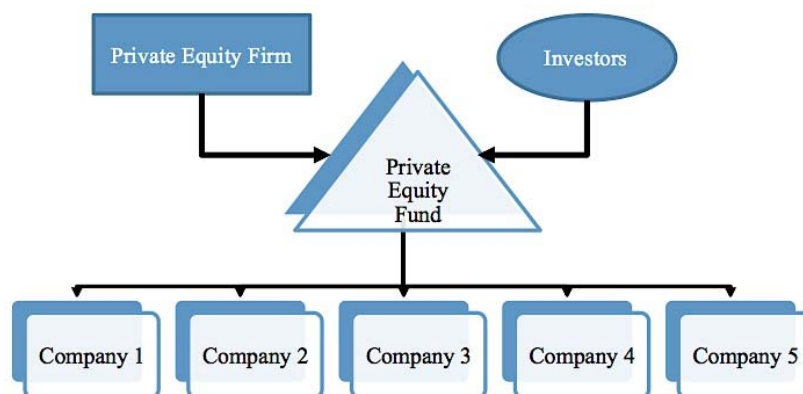 Private Equity Firm
Investors
Private
Equity
Fund
Company 1
Company 2
Company 3
Company 4
Company 5